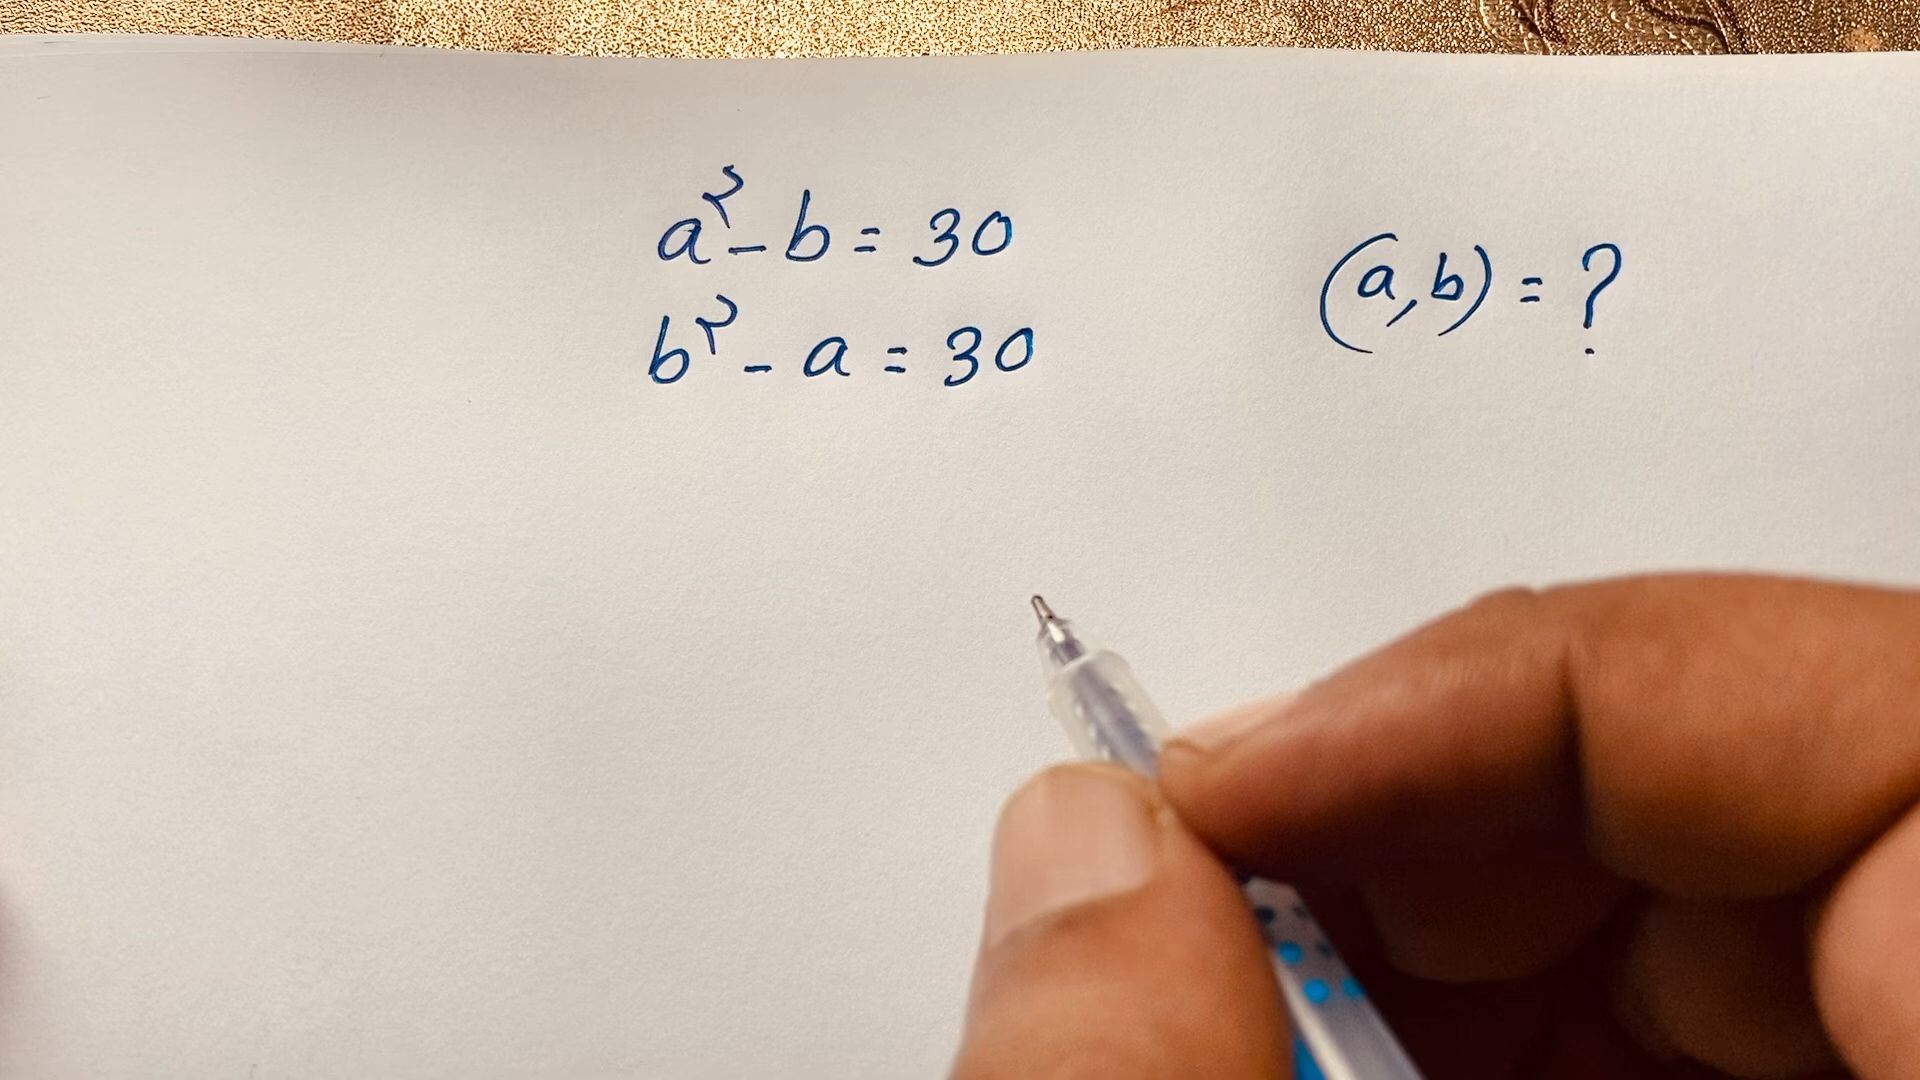 a² - b = 30
b² - a = 30
(a, b) = ?